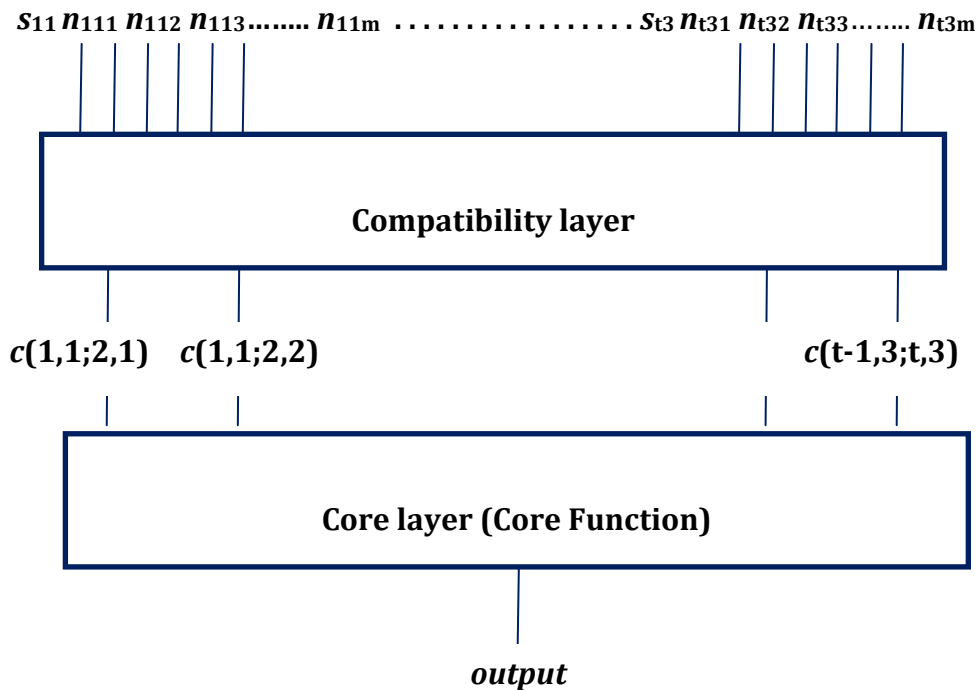 s₁₁ n₁₁₁ n₁₁₂ n₁₁₃......... n₁₁ₘ . . . . . . . . . . . . . . . . . sₜ₃ nₜ₃₁ nₜ₃₂ nₜ₃₃......... nₜ₃ₘ
Compatibility layer
c(1,1;2,1) c(1,1;2,2) c(t-1,3;t,3)
Core layer (Core Function)
output